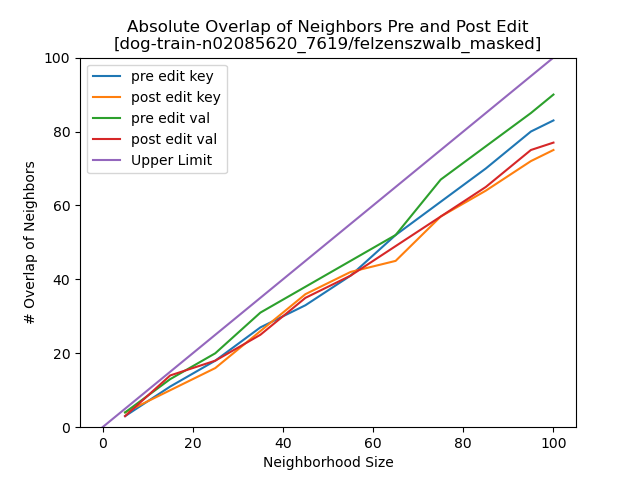 Absolute Overlap of Neighbors Pre and Post Edit
[dog-train-n02085620_7619/felzenszwalb_masked]
pre edit key
post edit key
pre edit val
post edit val
Upper Limit
# Overlap of Neighbors
100
80
60
40
20
0
0 20 40 60 80 100
Neighborhood Size